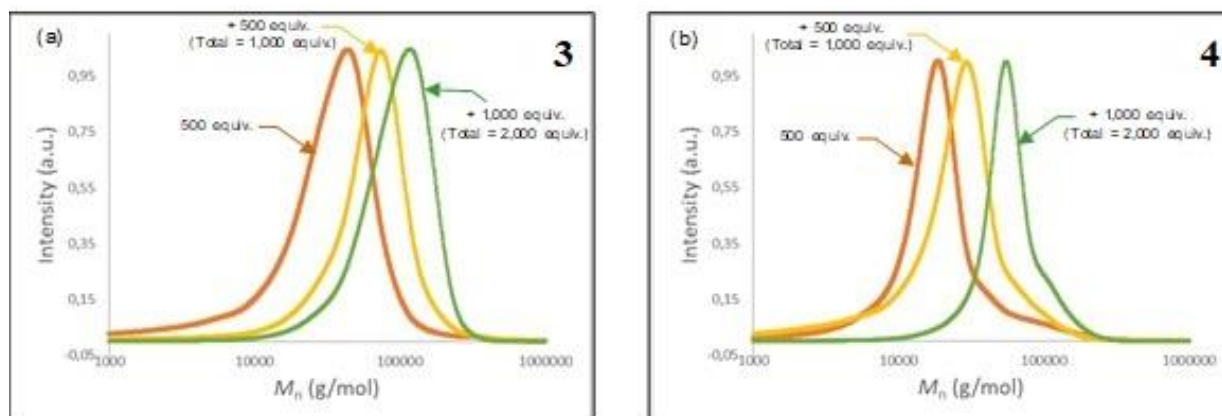 (a)
+ 500 equiv.
(Total = 1,000 equiv.)
3
0,95
500 equiv.
+ 1,000 equiv.
(Total = 2,000 equiv.)
0,75
0,55
0,35
0,15
-0,05
Intensity (a.u.)
1000
10000
100000
1000000
Mn (g/mol)
(b)
+ 500 equiv.
(Total = 1,000 equiv.)
4
0,95
500 equiv.
+ 1,000 equiv.
(Total = 2,000 equiv.)
0,75
0,55
0,35
0,15
-0,05
Intensity (a.u.)
1000
10000
100000
1000000
Mn (g/mol)